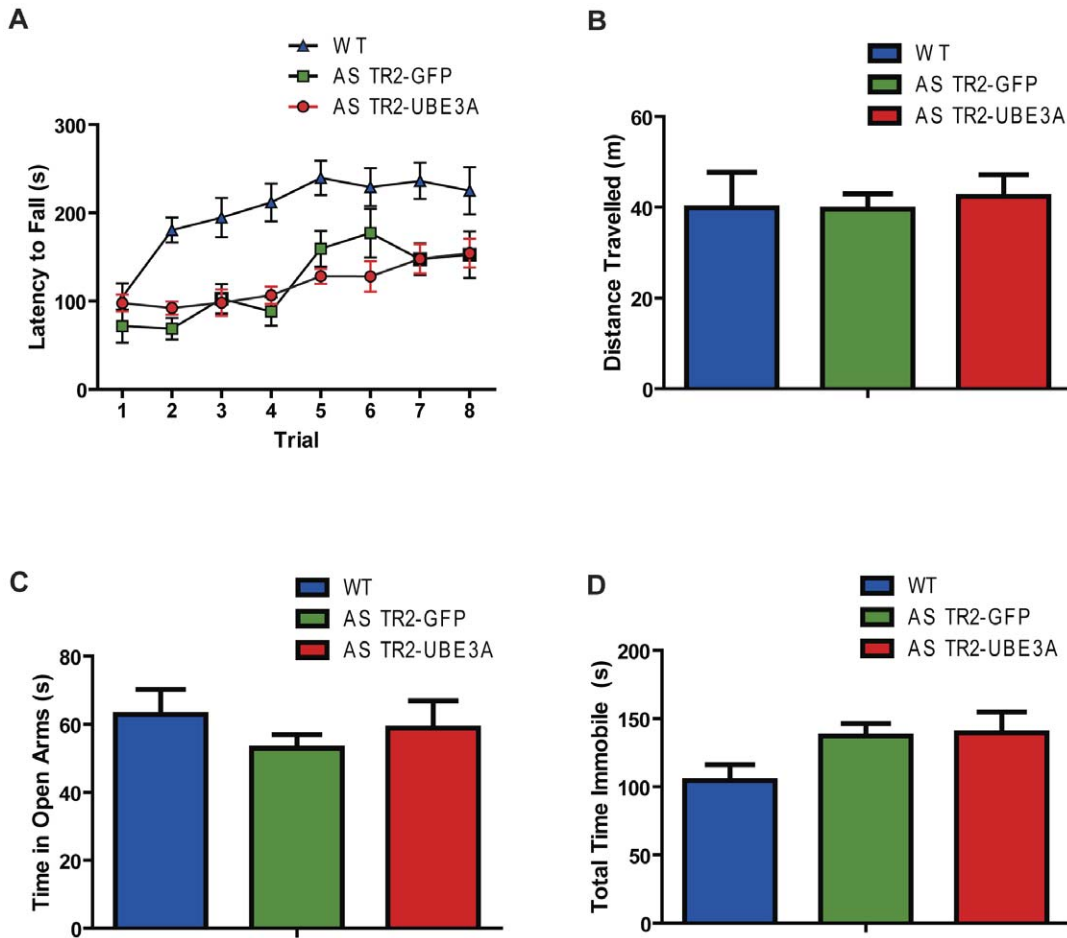 A
WT
AS TR2-GFP
AS TR2-UBE3A
Latency to Fall (s)
300
200
100
0
1 2 3 4 5 6 7 8
Trial
B
WT
AS TR2-GFP
AS TR2-UBE3A
Distance Travelled (m)
60
40
20
0
C
WT
AS TR2-GFP
AS TR2-UBE3A
Time in Open Arms (s)
80
60
40
20
0
D
WT
AS TR2-GFP
AS TR2-UBE3A
Total Time Immobile (s)
200
150
100
50
0